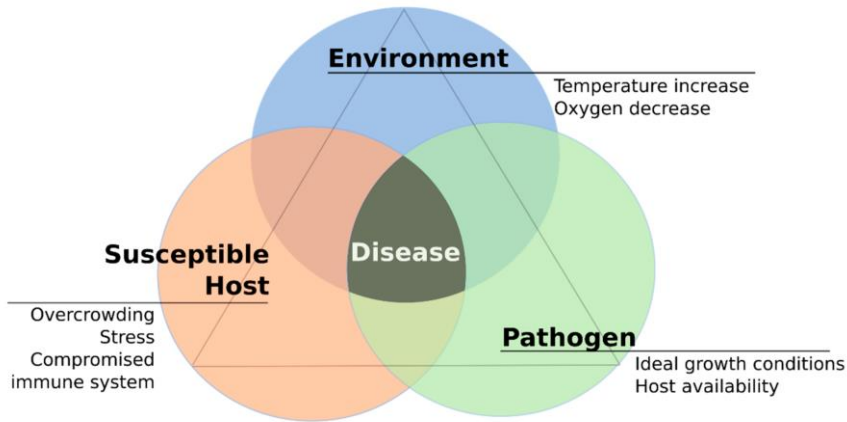 Environment
Temperature increase
Oxygen decrease
Susceptible
Host
Disease
Overcrowding
Stress
Compromised
immune system
Pathogen
Ideal growth conditions
Host availability